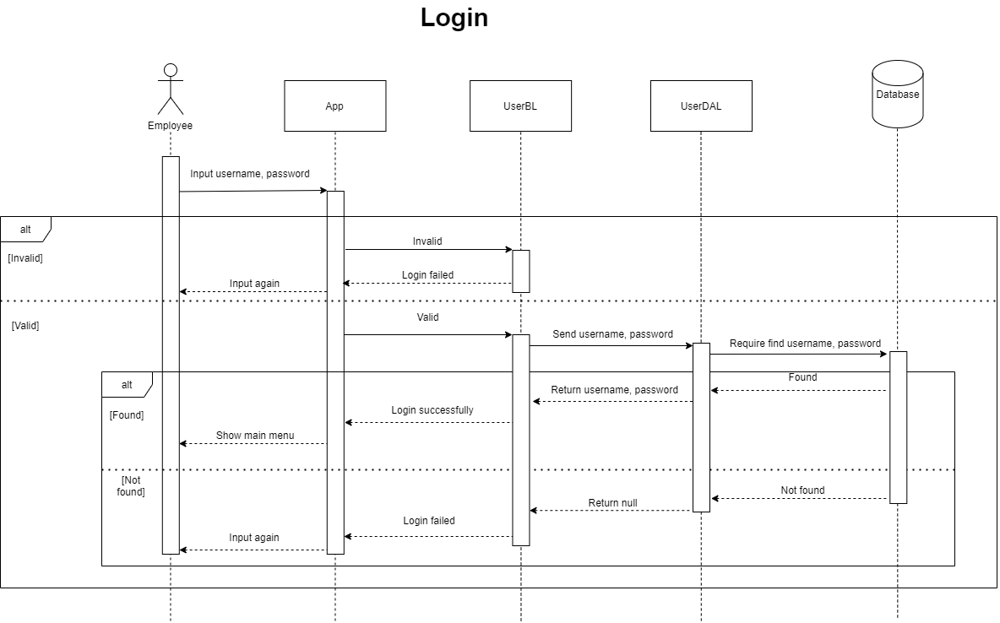 Login
Employee
App
UserBL
UserDAL
Database
Input username, password
alt
[Invalid]
Invalid
Login failed
Input again
[Valid]
Valid
Send username, password
Require find username, password
alt
Found
Return username, password
[Found]
Login successfully
Show main menu
[Not
found]
Not found
Return null
Login failed
Input again